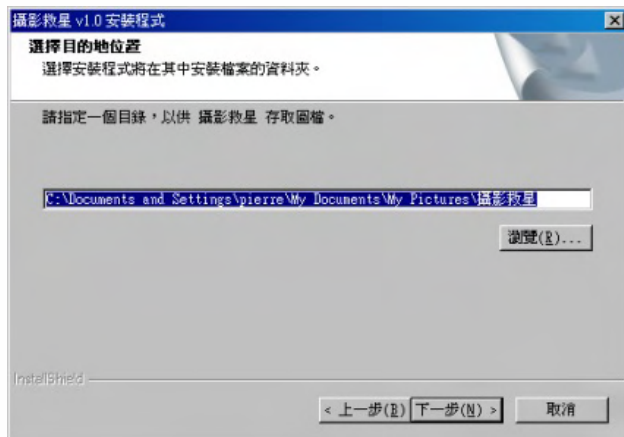 攝影救星 v1.0 安裝程式
選擇目的地位置
選擇安裝程式將在其中安裝檔案的資料夾。
請指定一個目錄，以供 攝影救星 存取圖檔。
C:\Documents and Settings\pierre\My Documents\My Pictures\攝影救星
瀏覽(R)...
InstallShield
< 上一步(B) 下一步(N) > 取消